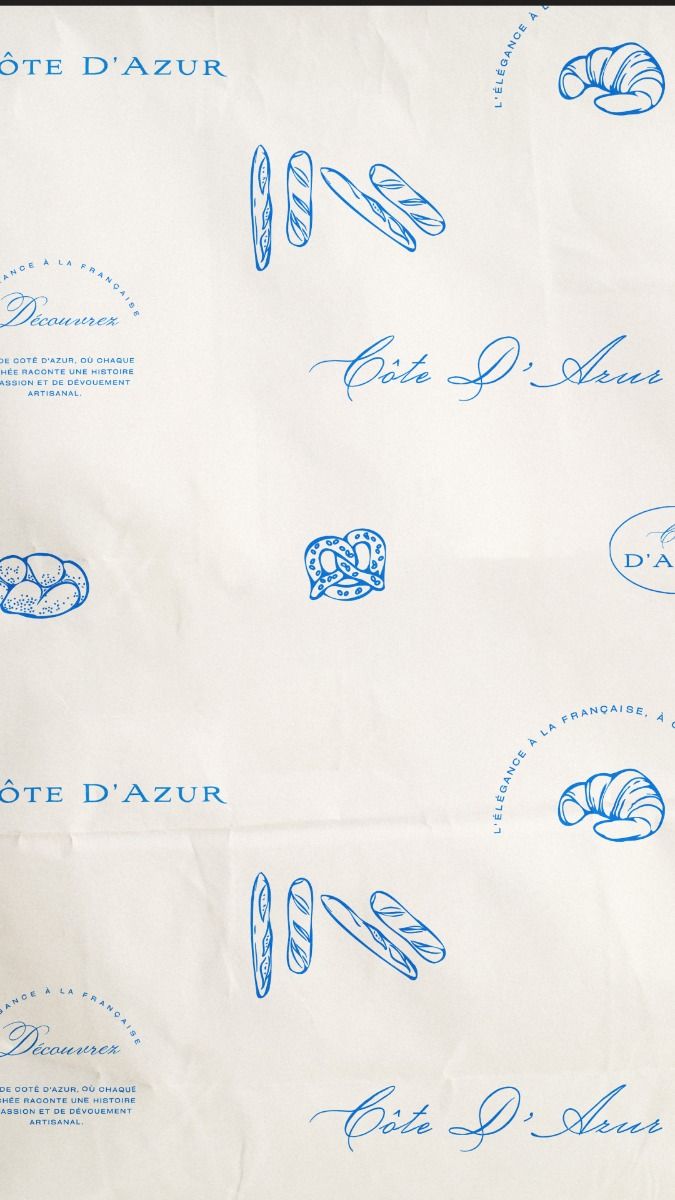 ÔTE D'AZUR
L'ÉLÉGANCE À
ANCE À LA FRANÇAISE
Découvrez
DE COTÉ D'AZUR, OÙ CHAQUE
HÉE RACONTE UNE HISTOIRE
ASSION ET DE DÉVOUEMENT
ARTISANAL.
Côte D'Azur
D'A
L'ÉLÉGANCE À LA FRANÇAISE, À
ÔTE D'AZUR
ANCE À LA FRANÇAISE
Découvrez
DE COTÉ D'AZUR, OÙ CHAQUE
HÉE RACONTE UNE HISTOIRE
ASSION ET DE DÉVOUEMENT
ARTISANAL.
Côte D'Azur